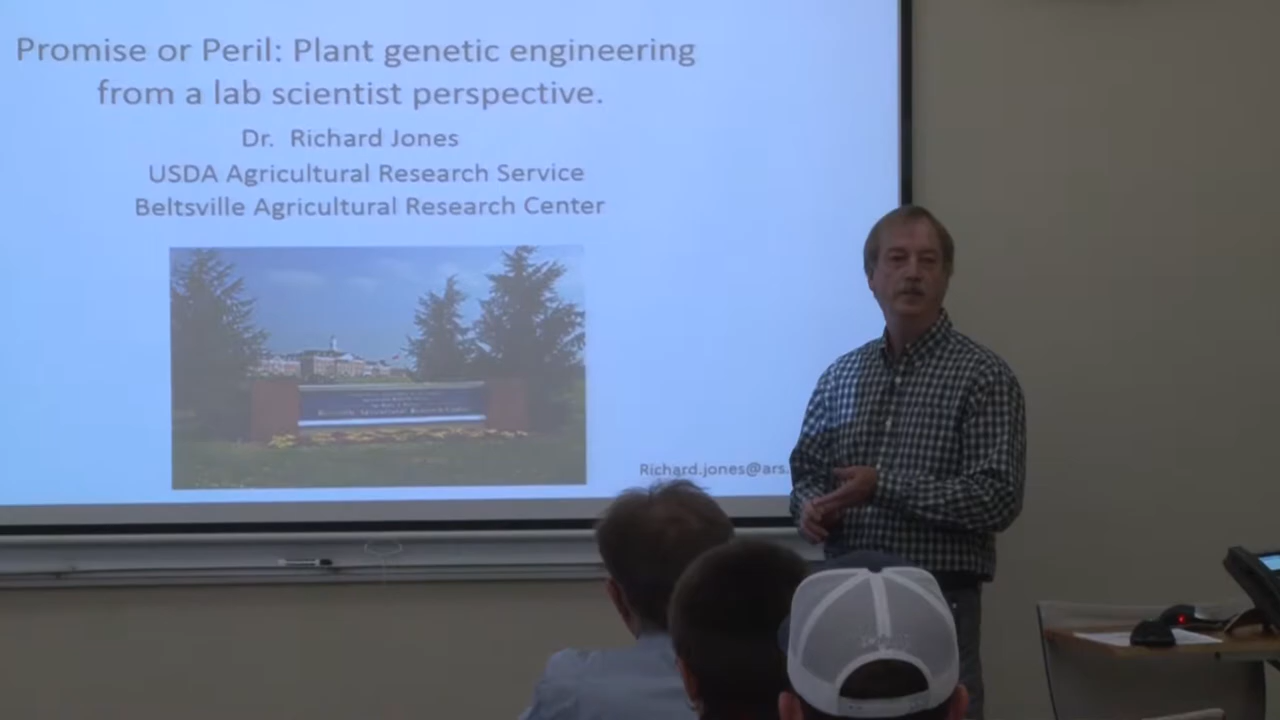 Promise or Peril: Plant genetic engineering
from a lab scientist perspective.
Dr. Richard Jones
USDA Agricultural Research Service
Beltsville Agricultural Research Center
Richard.jones@ars.